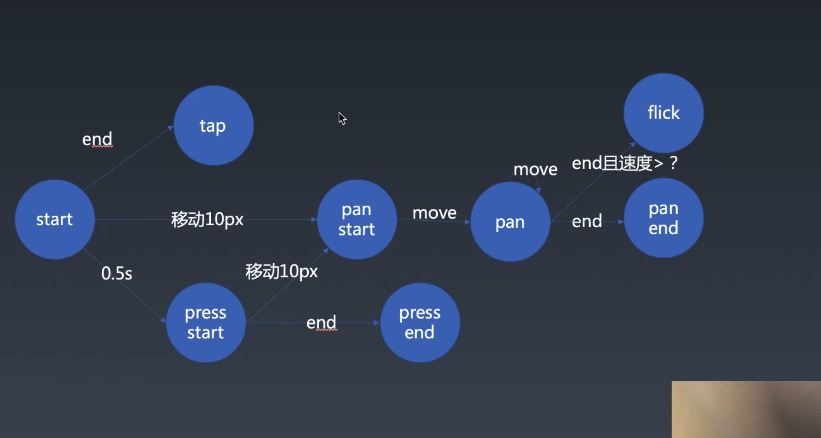 flick
tap
end
end且速度> ?
move
start
移动10px
pan
start
move
pan
end
pan
end
0.5s
移动10px
press
start
end
press
end